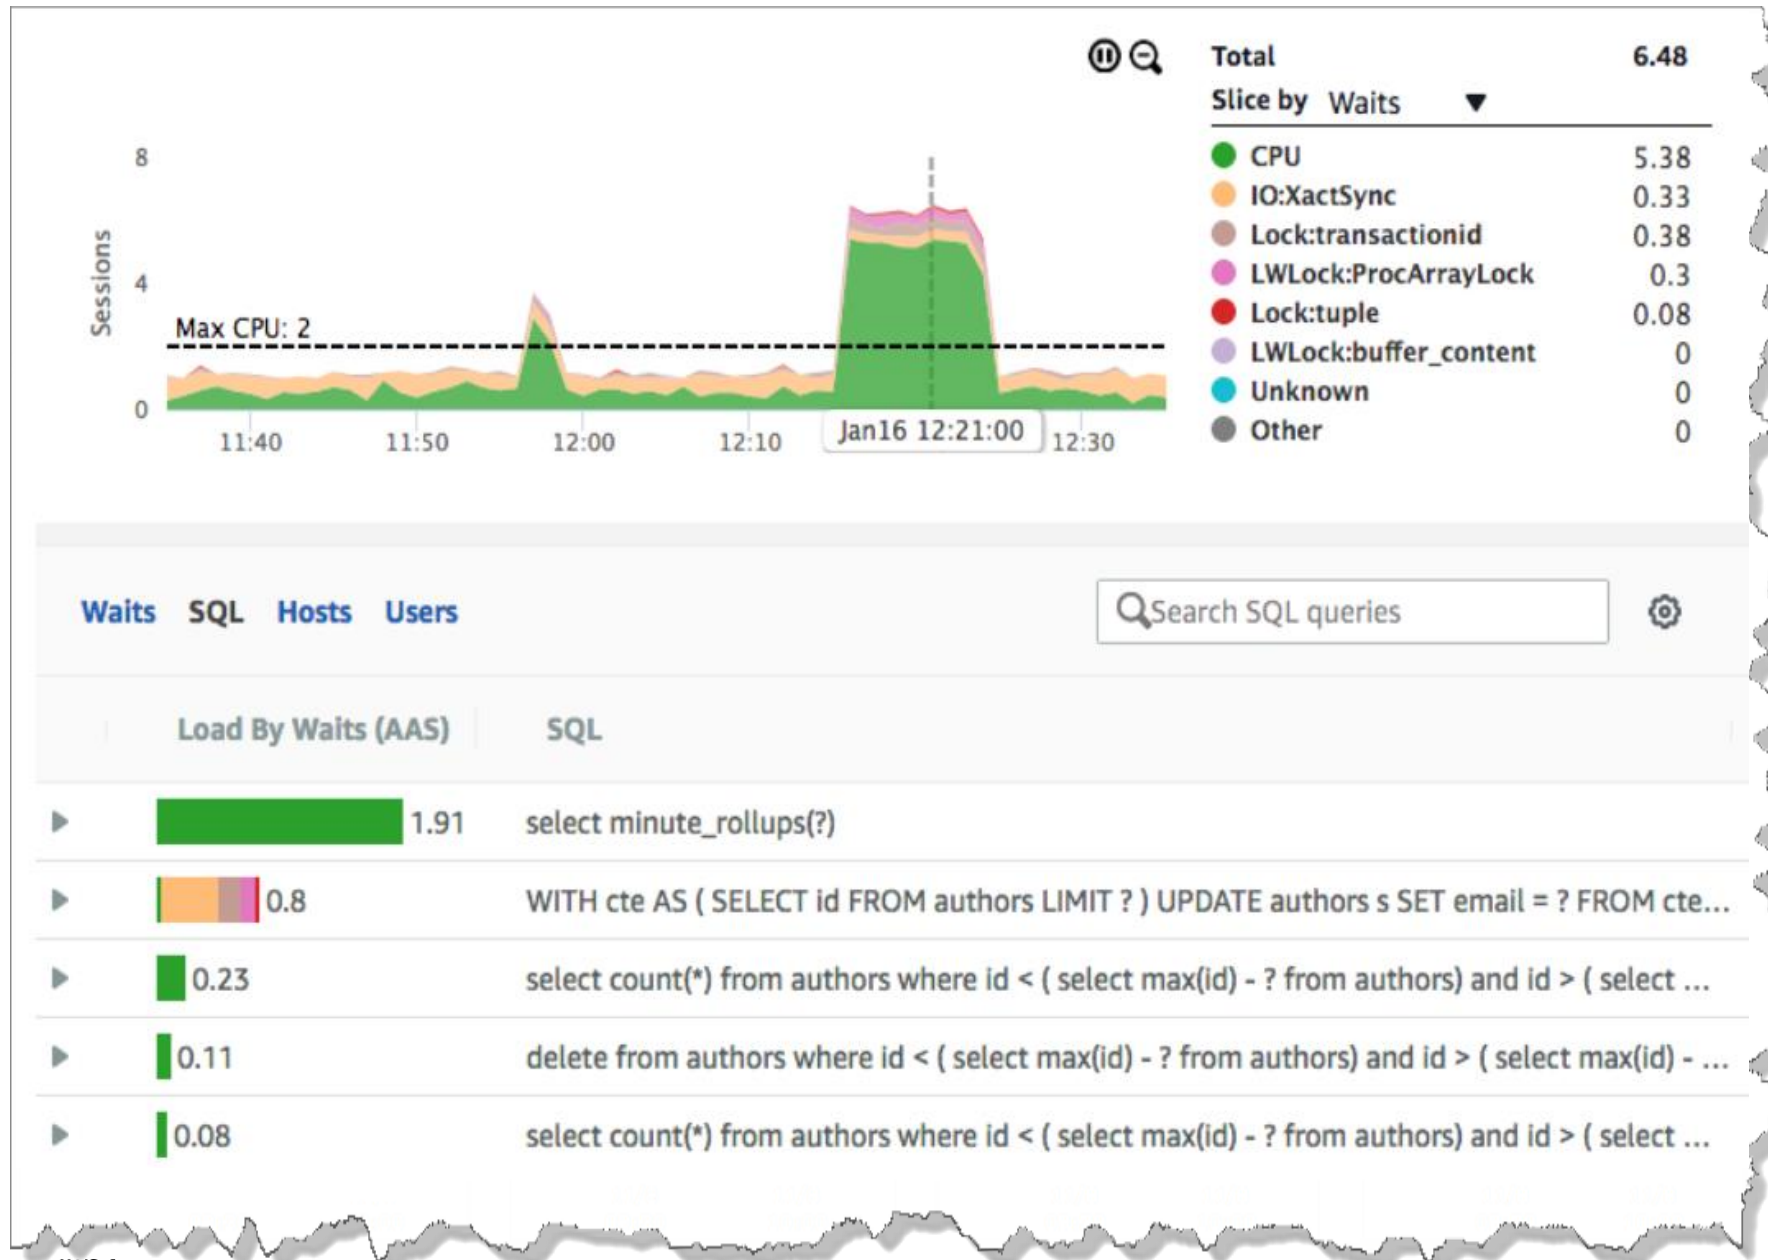 Total 6.48
Slice by Waits
CPU 5.38
IO:XactSync 0.33
Lock:transactionid 0.38
LWLock:ProcArrayLock 0.3
Lock:tuple 0.08
LWLock:buffer_content 0
Unknown 0
Other 0
Sessions
8
4
0
Max CPU: 2
11:40 11:50 12:00 12:10 Jan16 12:21:00 12:30
Waits SQL Hosts Users Search SQL queries
Load By Waits (AAS) SQL
1.91 select minute_rollups(?)
0.8 WITH cte AS ( SELECT id FROM authors LIMIT ? ) UPDATE authors s SET email = ? FROM cte...
0.23 select count(*) from authors where id < ( select max(id) - ? from authors) and id > ( select ...
0.11 delete from authors where id < ( select max(id) - ? from authors) and id > ( select max(id) - ...
0.08 select count(*) from authors where id < ( select max(id) - ? from authors) and id > ( select ...